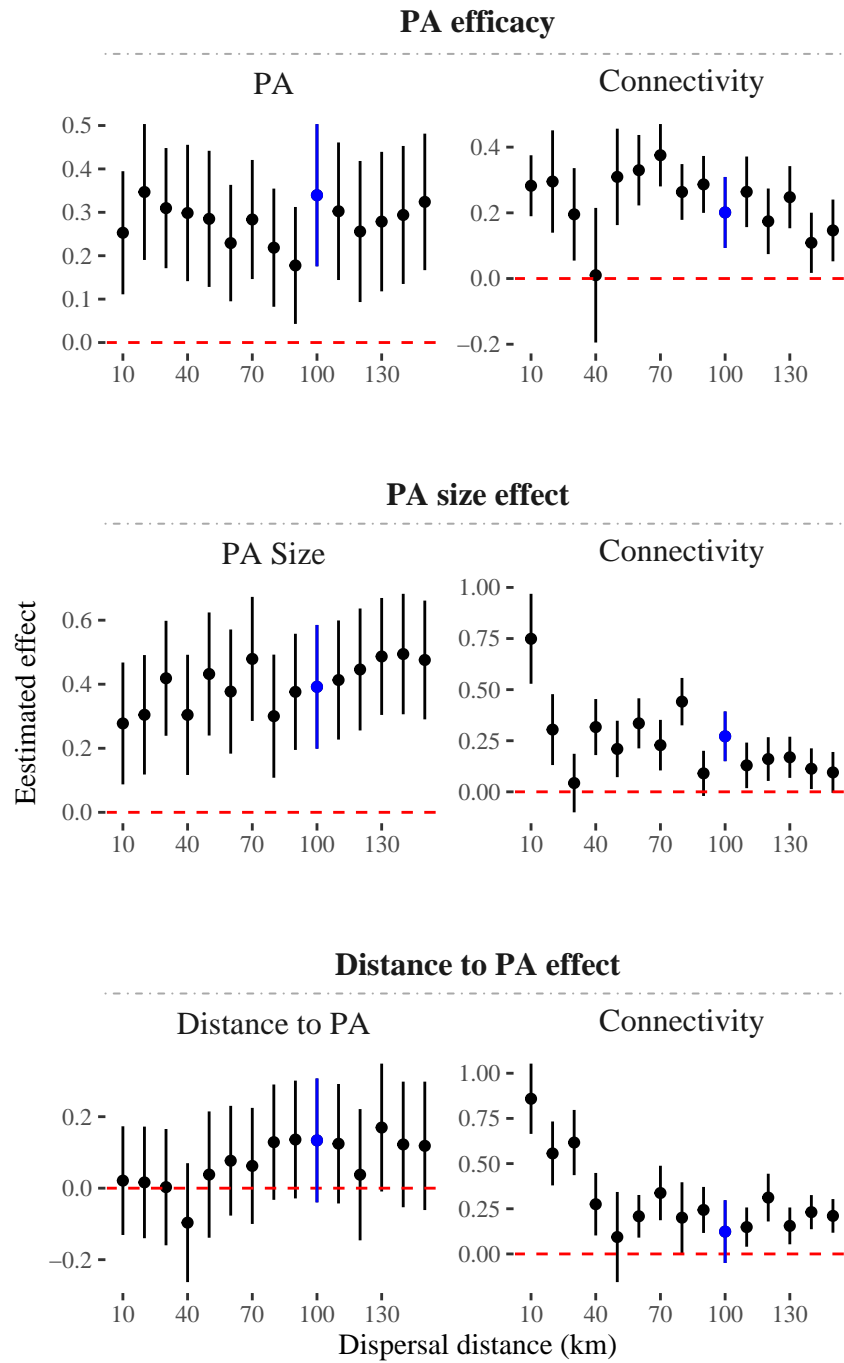 PA efficacy
PA Connectivity
0.5
0.4
0.3
0.2
0.1
0.0
0.4
0.2
0.0
−0.2
10 40 70 100 130 10 40 70 100 130
PA size effect
PA Size Connectivity
Eestimated effect
0.6
0.4
0.2
0.0
1.00
0.75
0.50
0.25
0.00
10 40 70 100 130 10 40 70 100 130
Distance to PA effect
Distance to PA Connectivity
0.2
0.0
−0.2
1.00
0.75
0.50
0.25
0.00
10 40 70 100 130 10 40 70 100 130
Dispersal distance (km)